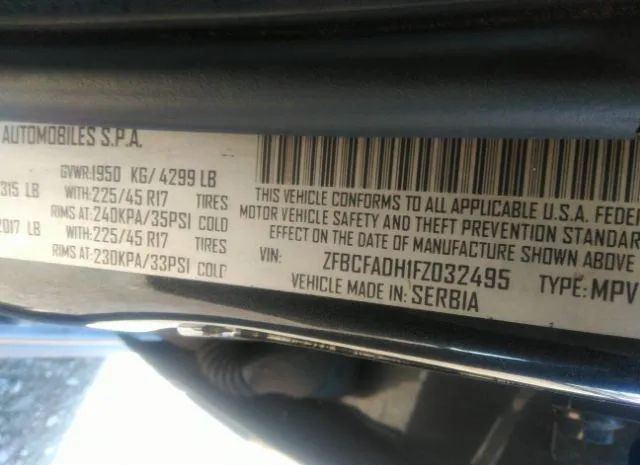 AUTOMOBILES S.P.A.
GVWR:1950 KG/ 4299 LB
315 LB WITH:225/45 R17 TIRES
RIMS AT:240KPA/35PSI COLD
2017 LB WITH:225/45 R17 TIRES
RIMS AT:230KPA/33PSI COLD
THIS VEHICLE CONFORMS TO ALL APPLICABLE U.S.A. FEDE
MOTOR VEHICLE SAFETY AND THEFT PREVENTION STANDAR
EFFECT ON THE DATE OF MANUFACTURE SHOWN ABOVE
VIN: ZFBCFADH1FZ032495 TYPE:MPV
VEHICLE MADE IN: SERBIA